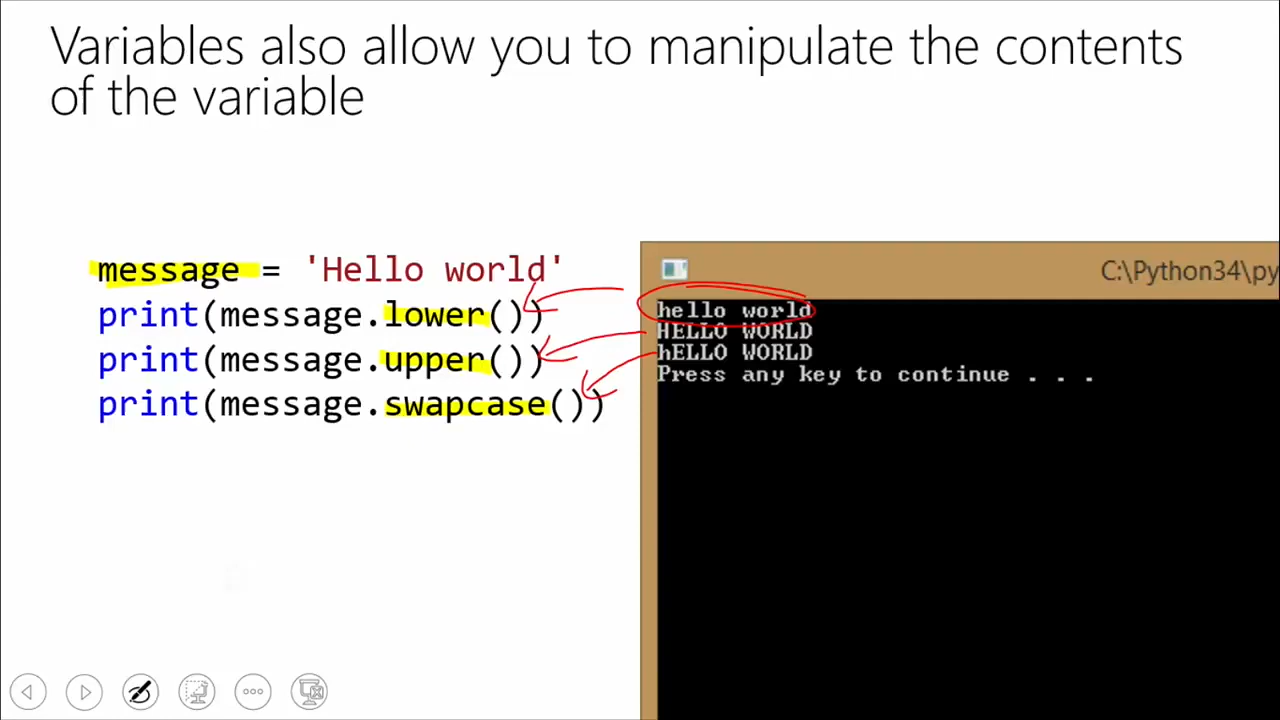 Variables also allow you to manipulate the contents
of the variable
message = 'Hello world'
print(message.lower())
print(message.upper())
print(message.swapcase())
C:\Python34\py
hello world
HELLO WORLD
hELLO WORLD
Press any key to continue . . .